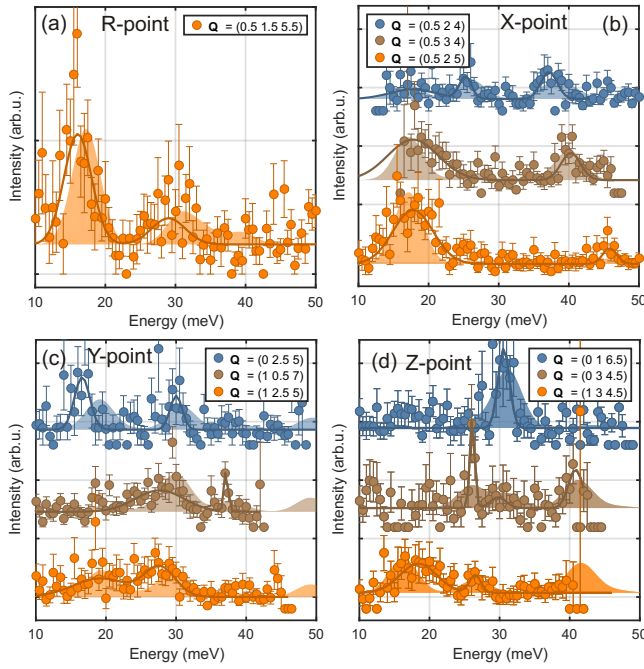 (a) R-point
Q = (0.5 1.5 5.5)
Intensity (arb.u.)
10 20 30 40 50
Energy (meV)
(b) X-point
Q = (0.5 2 4)
Q = (0.5 3 4)
Q = (0.5 2 5)
Intensity (arb.u.)
10 20 30 40 50
Energy (meV)
(c) Y-point
Q = (0 2.5 5)
Q = (1 0.5 7)
Q = (1 2.5 5)
Intensity (arb.u.)
10 20 30 40 50
Energy (meV)
(d) Z-point
Q = (0 1 6.5)
Q = (0 3 4.5)
Q = (1 3 4.5)
Intensity (arb.u.)
10 20 30 40 50
Energy (meV)